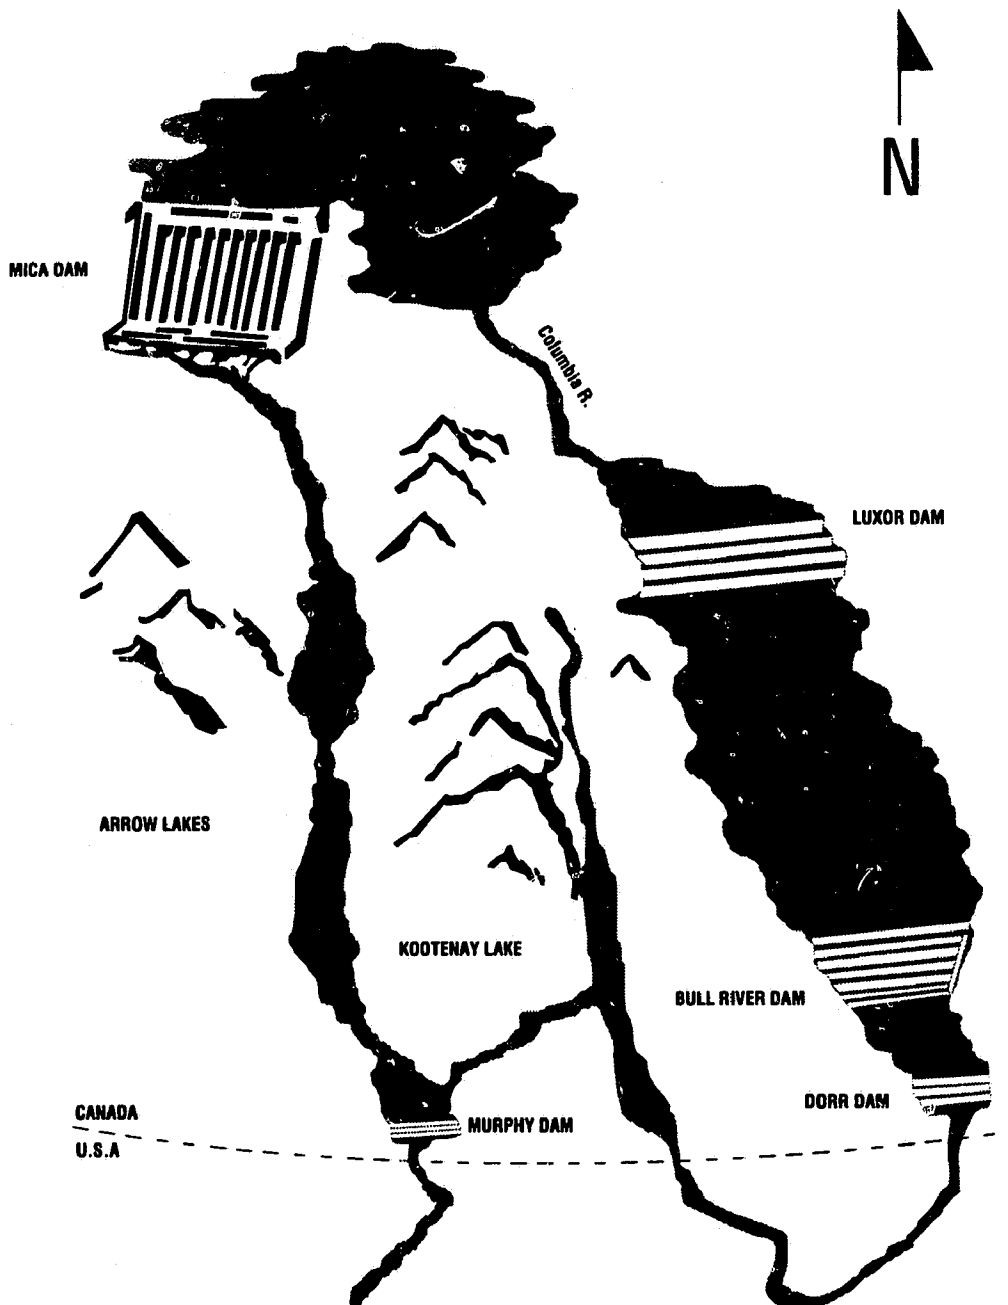 N
MICA DAM
Columbia R.
LUXOR DAM
ARROW LAKES
KOOTENAY LAKE
BULL RIVER DAM
DORR DAM
CANADA
MURPHY DAM
U.S.A